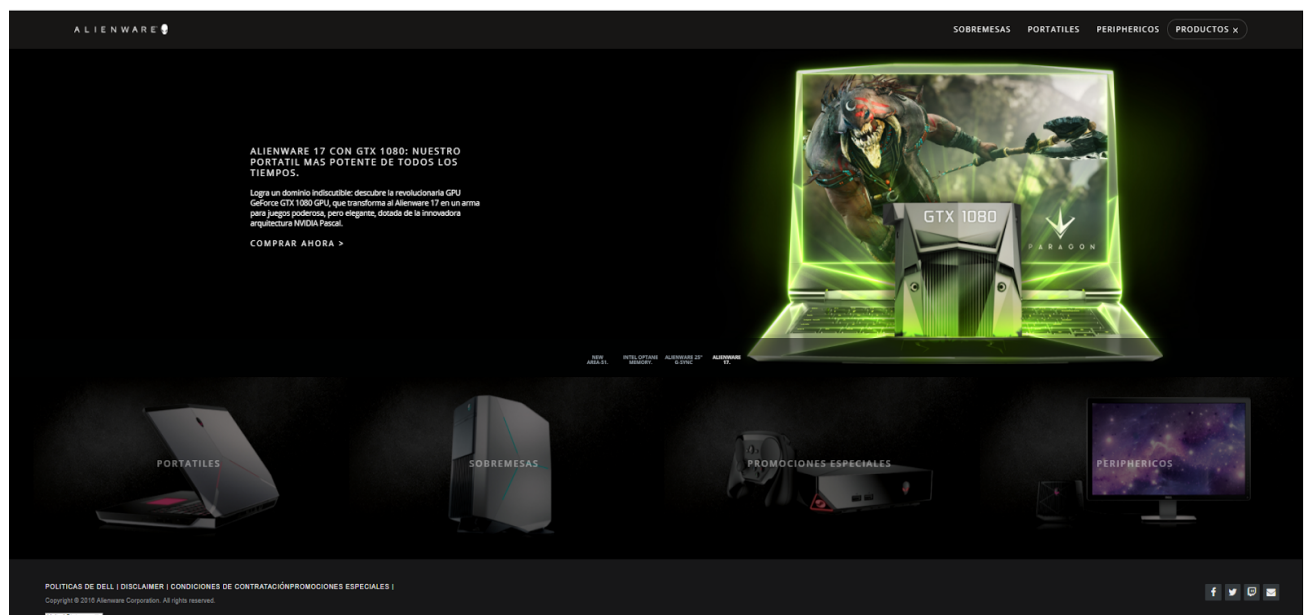 ALIENWARE
SOBREMESAS PORTATILES PERIPHERICOS PRODUCTOS x
ALIENWARE 17 CON GTX 1080: NUESTRO
PORTATIL MAS POTENTE DE TODOS LOS
TIEMPOS.
Logra un dominio indiscutible: descubre la revolucionaria GPU
GeForce GTX 1080 GPU, que transforma al Alienware 17 en un arma
para juegos poderosa, pero elegante, dotada de la innovadora
arquitectura NVIDIA Pascal.
COMPRAR AHORA >
GTX 1080
PARAGON
NEW
AREA-51.
INTEL OPTANE
MEMORY.
ALIENWARE 25"
G-SYNC
ALIENWARE
17.
PORTATILES
SOBREMESAS
PROMOCIONES ESPECIALES
PERIPHERICOS
POLITICAS DE DELL | DISCLAIMER | CONDICIONES DE CONTRATACIÓNPROMOCIONES ESPECIALES |
Copyright © 2016 Alienware Corporation. All rights reserved.